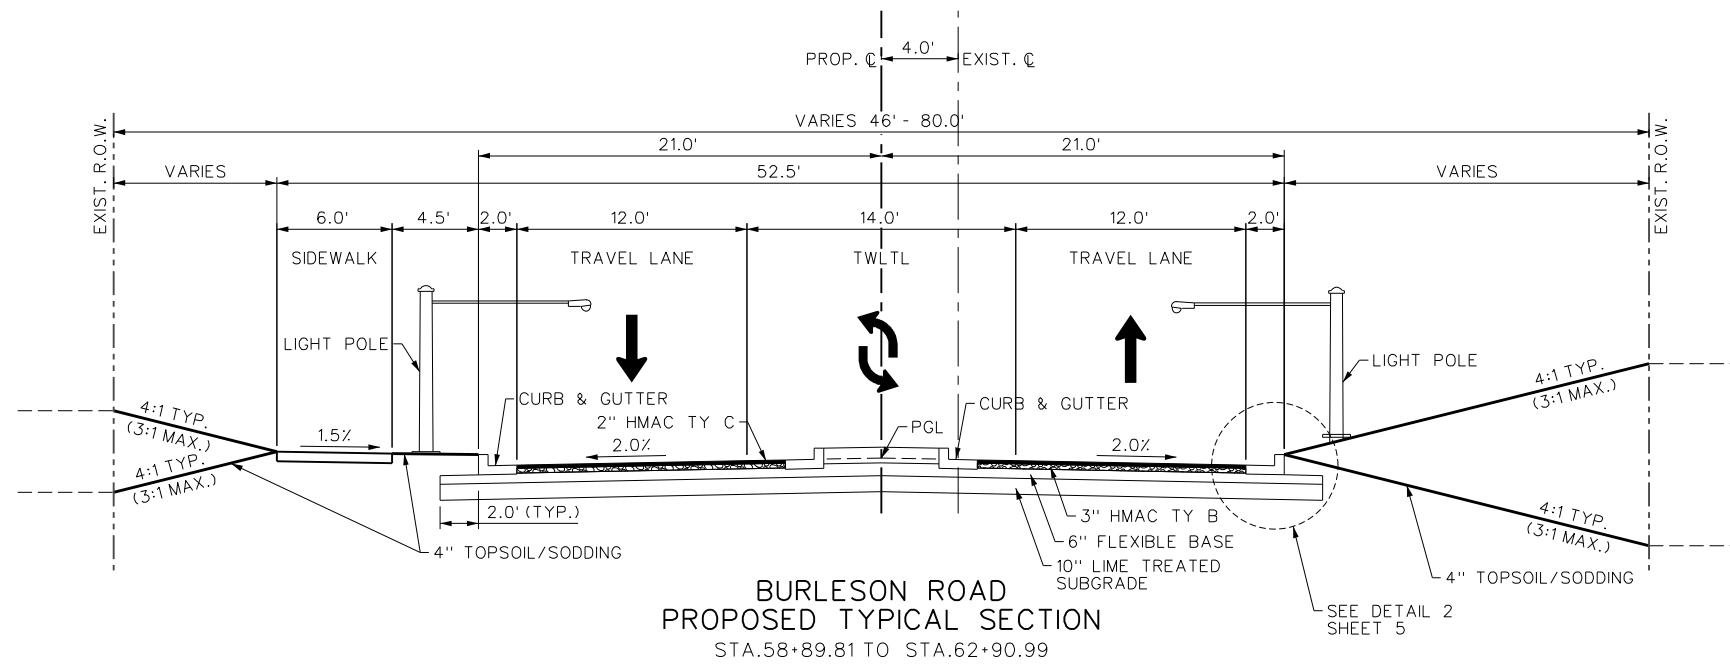 PROP. ℄
4.0'
EXIST. ℄
VARIES 46' - 80.0'
21.0'
21.0'
VARIES
52.5'
VARIES
EXIST. R.O.W.
EXIST. R.O.W.
6.0'
4.5'
2.0'
12.0'
14.0'
12.0'
2.0'
SIDEWALK
TRAVEL LANE
TWLTL
TRAVEL LANE
LIGHT POLE
LIGHT POLE
CURB & GUTTER
2" HMAC TY C
CURB & GUTTER
PGL
4:1 TYP.
(3:1 MAX.)
4:1 TYP.
(3:1 MAX.)
1.5%
2.0%
2.0%
4:1 TYP.
(3:1 MAX.)
4:1 TYP.
(3:1 MAX.)
2.0' (TYP.)
3" HMAC TY B
6" FLEXIBLE BASE
10" LIME TREATED
SUBGRADE
4" TOPSOIL/SODDING
4" TOPSOIL/SODDING
SEE DETAIL 2
SHEET 5
BURLESON ROAD
PROPOSED TYPICAL SECTION
STA.58+89.81 TO STA.62+90.99